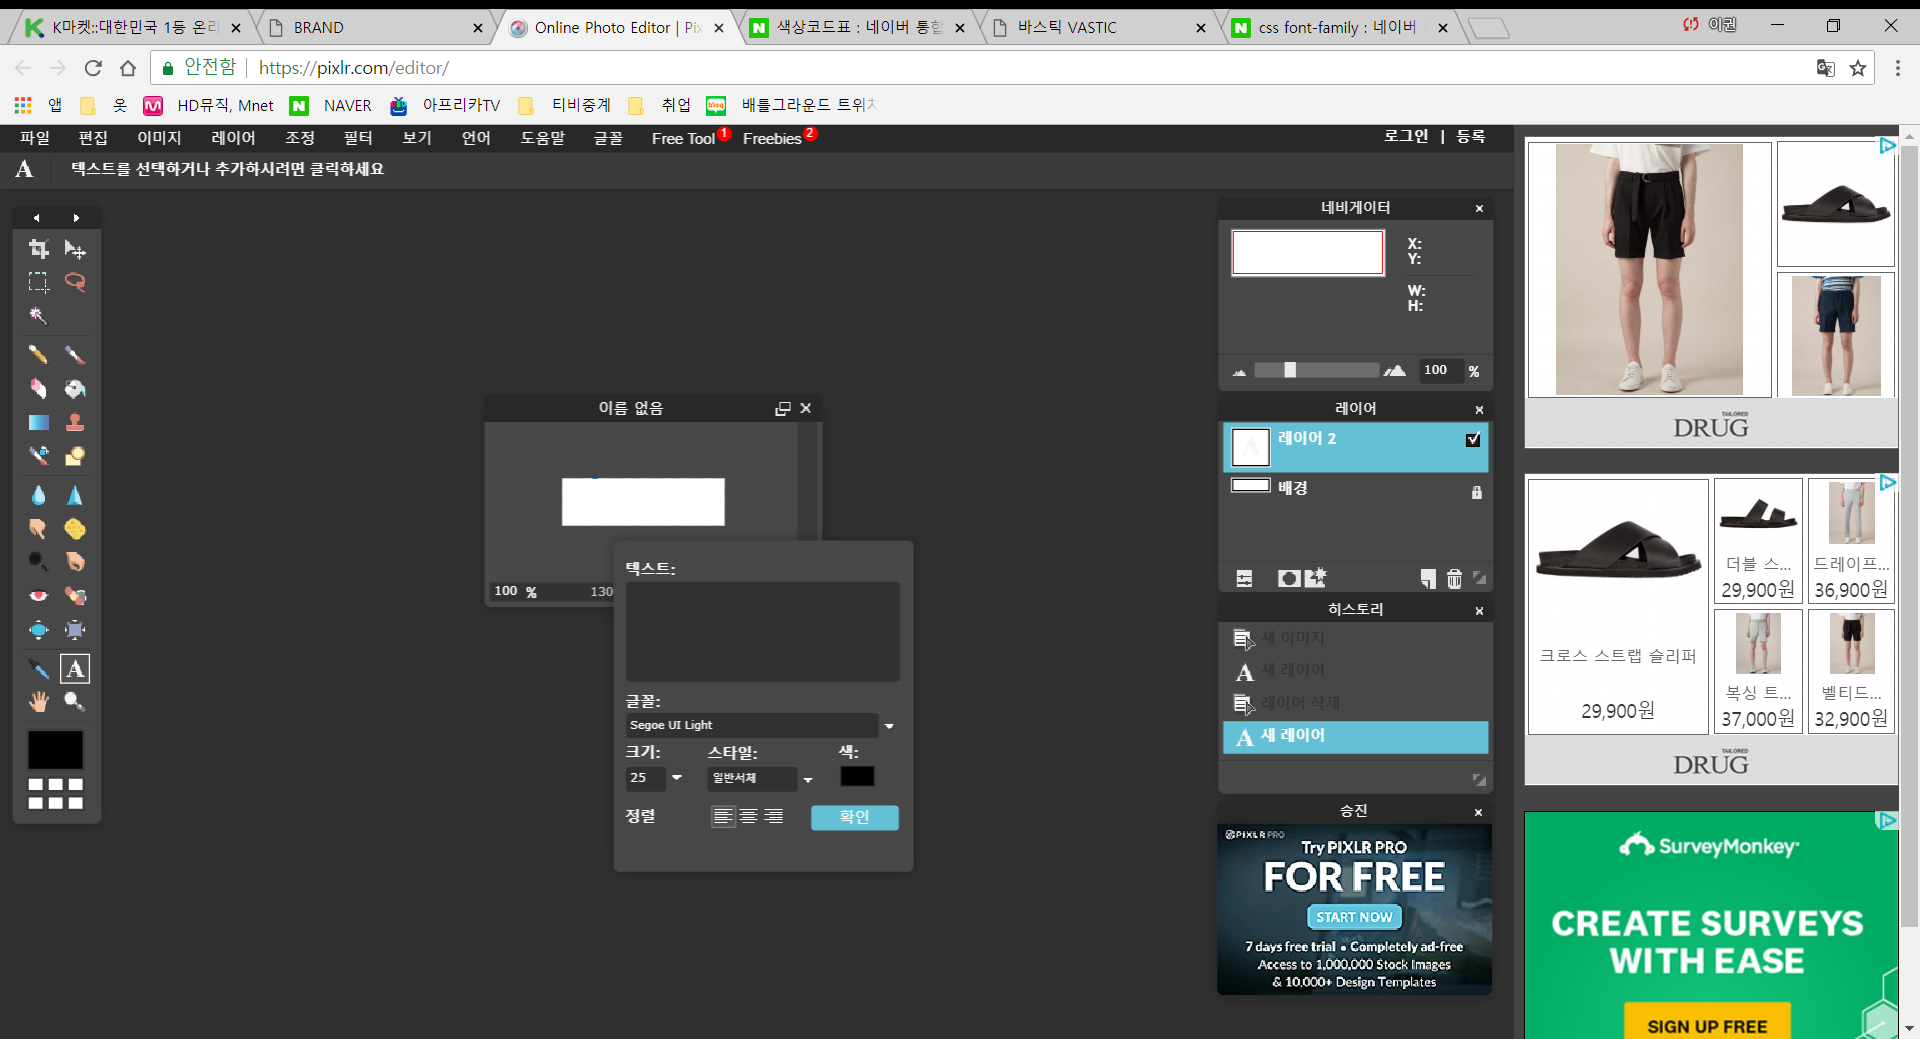 K마켓::대한민국 1등 온라
BRAND
Online Photo Editor | Pix
색상코드표 : 네이버 통합
바스틱 VASTIC
css font-family : 네이버
이권
안전함
https://pixlr.com/editor/
앱
옷
HD뮤직, Mnet
NAVER
아프리카TV
티비중계
취업
배틀그라운드 트위치
파일
편집
이미지
레이어
조정
필터
보기
언어
도움말
글꼴
Free Tool 1
Freebies 2
로그인 | 등록
A
텍스트를 선택하거나 추가하시려면 클릭하세요
네비게이터
X:
Y:
W:
H:
100 %
이름 없음
100 %
130
텍스트:
글꼴:
Segoe UI Light
크기:
스타일:
색:
25
일반서체
정렬
확인
레이어
레이어 2
배경
히스토리
새 이미지
새 레이어
레이어 삭제
새 레이어
승진
PIXLR PRO
Try PIXLR PRO
FOR FREE
START NOW
7 days free trial • Completely ad-free
Access to 1,000,000 Stock Images
& 10,000+ Design Templates
TAILORED
DRUG
크로스 스트랩 슬리퍼
29,900원
더블 스...
29,900원
드레이프...
36,900원
복싱 트...
37,000원
벨티드...
32,900원
TAILORED
DRUG
SurveyMonkey
CREATE SURVEYS
WITH EASE
SIGN UP FREE